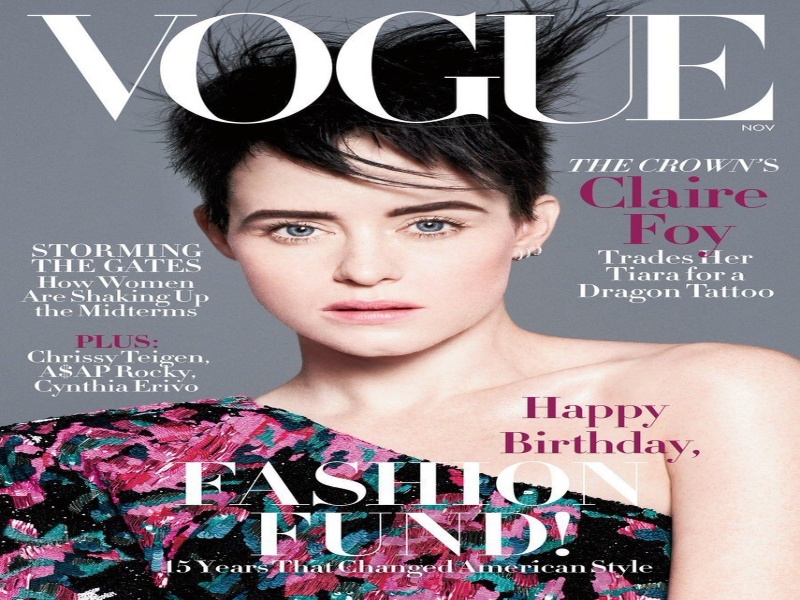 VOGUE
NOV
THE CROWN'S
Claire
Foy
Trades Her
Tiara for a
Dragon Tattoo
STORMING
THE GATES
How Women
Are Shaking Up
the Midterms
PLUS:
Chrissy Teigen,
A$AP Rocky,
Cynthia Erivo
Happy
Birthday,
FASHION
FUND!
15 Years That Changed American Style